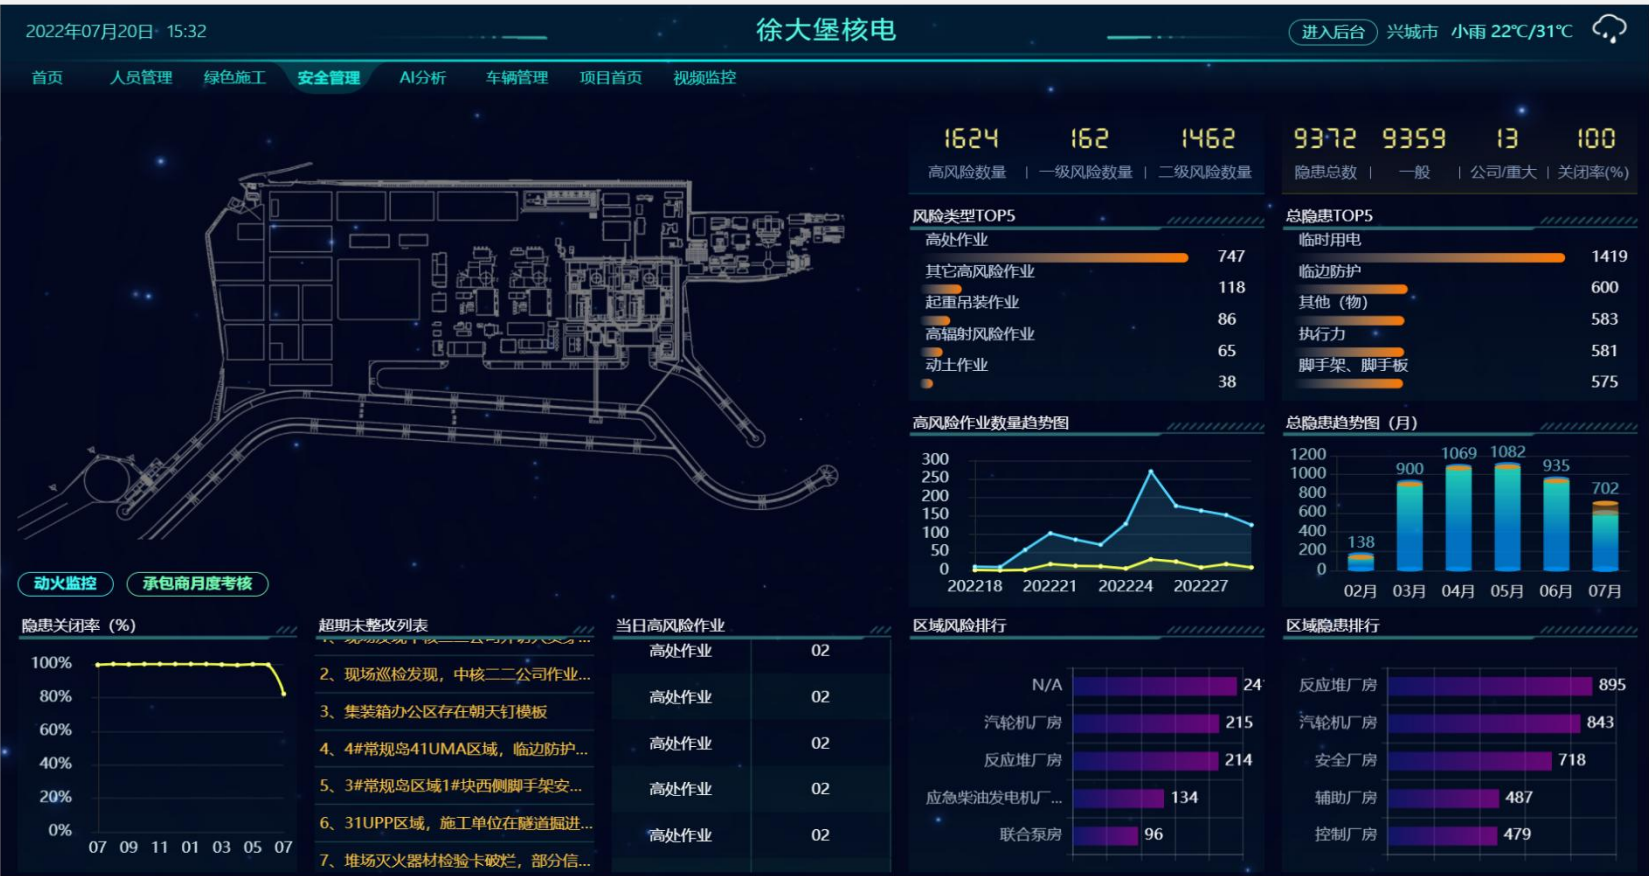 2022年07月20日 15:32
徐大堡核电
进入后台 兴城市 小雨 22℃/31℃
首页 人员管理 绿色施工 安全管理 AI分析 车辆管理 项目首页 视频监控
1624 162 1462
高风险数量 | 一级风险数量 | 二级风险数量
9372 9359 13 100
隐患总数 | 一般 | 公司/重大 | 关闭率(%)
风险类型TOP5
高处作业 747
其它高风险作业 118
起重吊装作业 86
高辐射风险作业 65
动土作业 38
总隐患TOP5
临时用电 1419
临边防护 600
其他（物） 583
执行力 581
脚手架、脚手板 575
高风险作业数量趋势图
300
250
200
150
100
50
0
202218 202221 202224 202227
总隐患趋势图（月）
1200
1000
800
600
400
200
0
138 900 1069 1082 935 702
02月 03月 04月 05月 06月 07月
动火监控 承包商月度考核
隐患关闭率（%）
100%
80%
60%
40%
20%
0%
07 09 11 01 03 05 07
超期未整改列表
2、现场巡检发现，中核二二公司作业...
3、集装箱办公区存在朝天钉模板
4、4#常规岛41UMA区域，临边防护...
5、3#常规岛区域1#块西侧脚手架安...
6、31UPP区域，施工单位在隧道掘进...
7、堆场灭火器材检验卡破烂，部分信...
当日高风险作业
高处作业 02
高处作业 02
高处作业 02
高处作业 02
高处作业 02
区域风险排行
N/A
汽轮机厂房 215
反应堆厂房 214
应急柴油发电机厂... 134
联合泵房 96
区域隐患排行
反应堆厂房 895
汽轮机厂房 843
安全厂房 718
辅助厂房 487
控制厂房 479